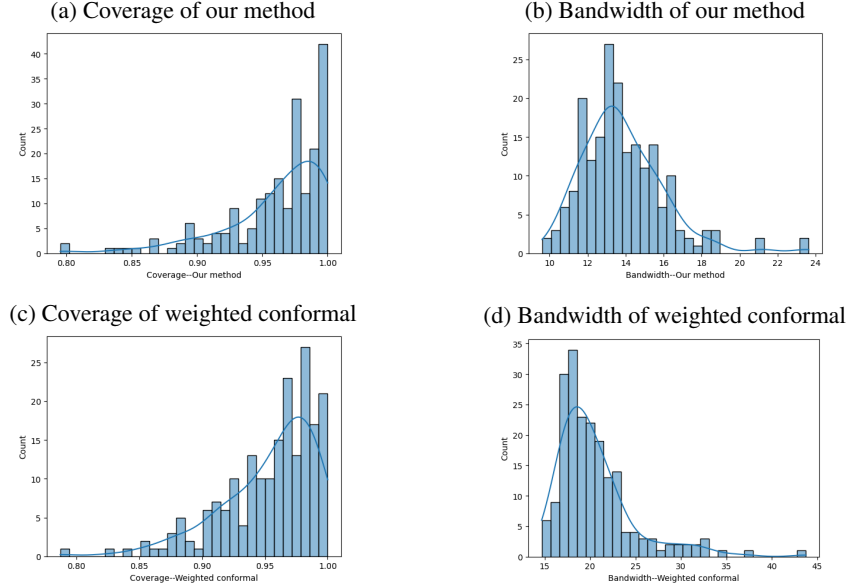 (a) Coverage of our method
(b) Bandwidth of our method
40
35
30
25
20
15
10
5
0
Count
0.80 0.85 0.90 0.95 1.00
Coverage--Our method
25
20
15
10
5
0
Count
10 12 14 16 18 20 22 24
Bandwidth--Our method
(c) Coverage of weighted conformal
(d) Bandwidth of weighted conformal
25
20
15
10
5
0
Count
0.80 0.85 0.90 0.95 1.00
Coverage--Weighted conformal
35
30
25
20
15
10
5
0
Count
15 20 25 30 35 40 45
Bandwidth--Weighted conformal